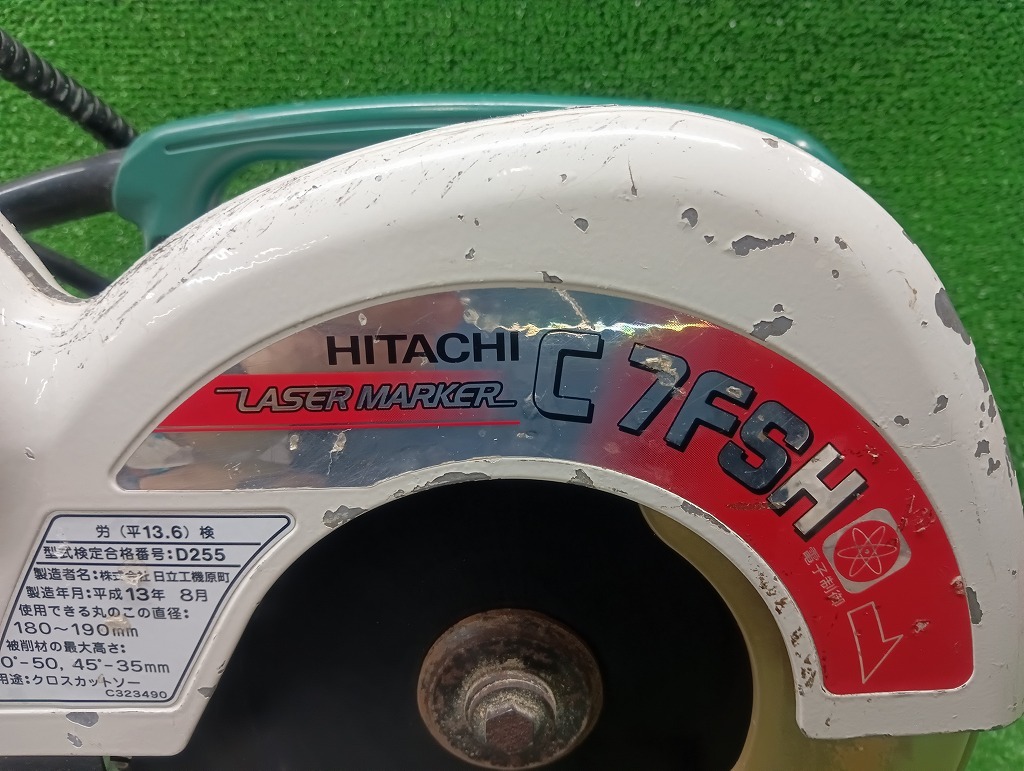 HITACHI
LASER MARKER
C7FSH
電子制御
労(平13.6)検
型式検定合格番号:D255
製造者名:株式会社日立工機原町
製造年月:平成13年 8月
使用できる丸のこの直径:
180~190mm
被削材の最大高さ:
0°-50, 45°-35mm
用途:クロスカットソー
C323490